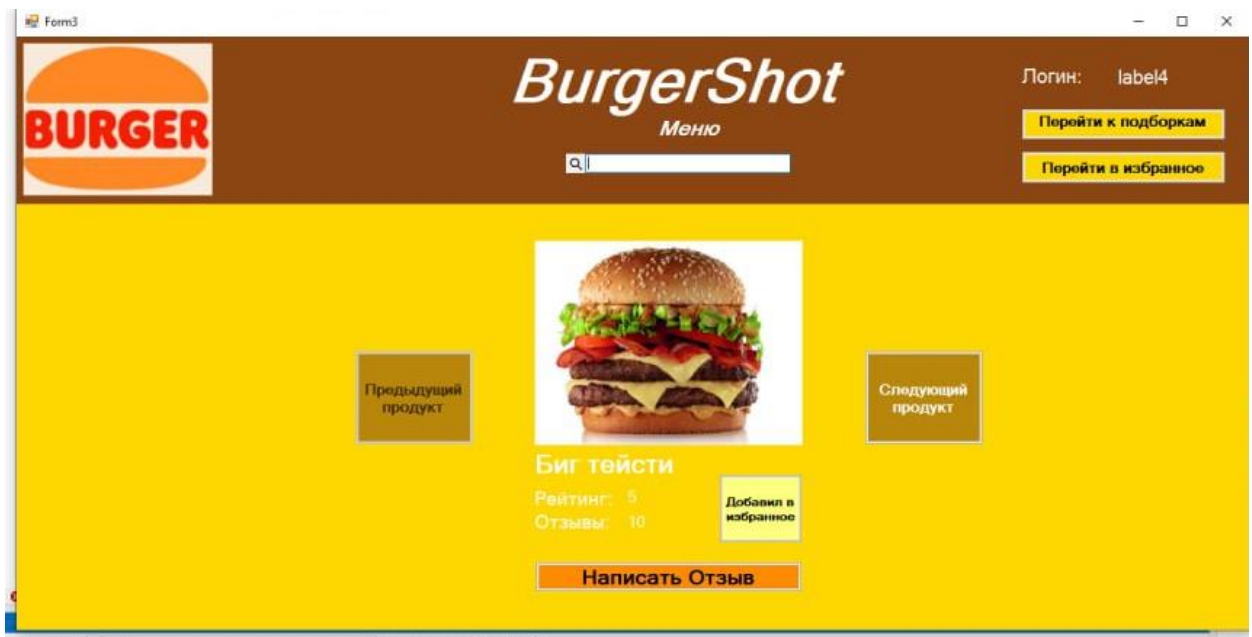 Form3
BURGER
BurgerShot
Меню
Логин: label4
Перейти к подборкам
Перейти в избранное
Предыдущий
продукт
Следующий
продукт
Биг тейсти
Рейтинг: 5
Отзывы: 10
Добавил в
избранное
Написать Отзыв